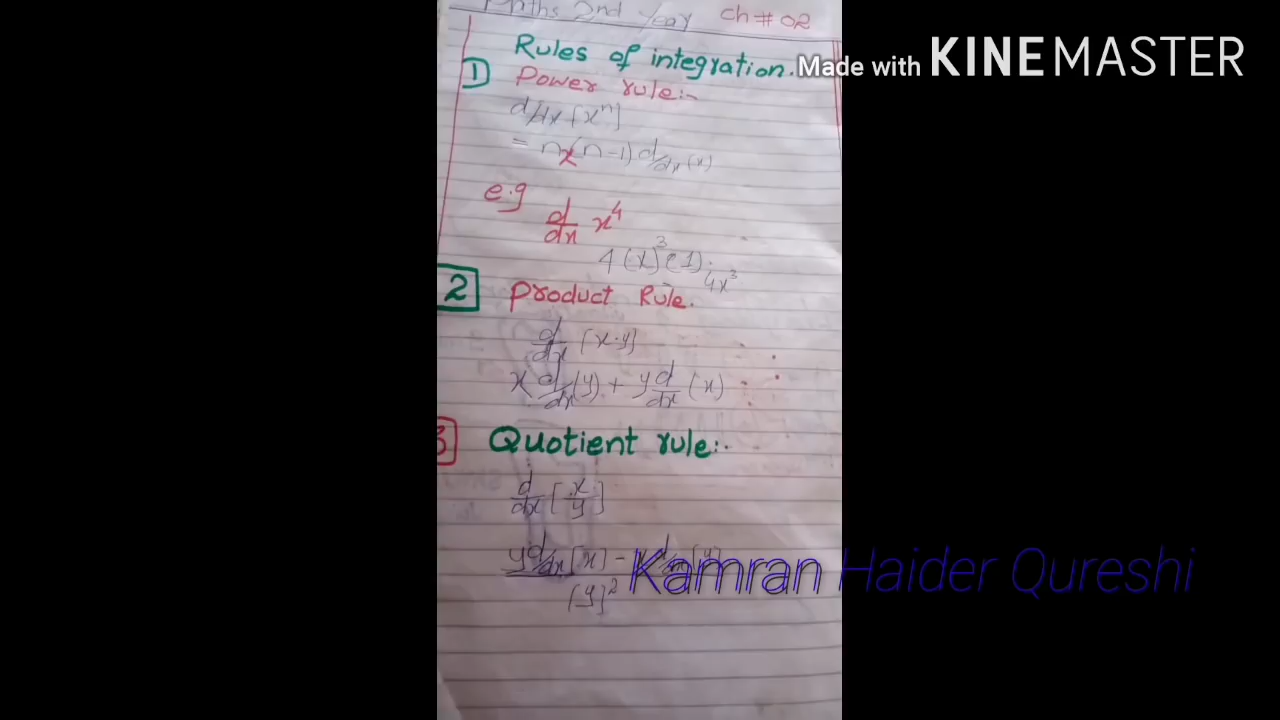 Maths 2nd Year Ch # 02
Rules of integration.
Made with KINEMASTER
1) Power rule:-
d/dx [x^n]
= nx(n-1) d/dx (x)
e.g d/dx x^4
4(x)^3(1); 4x^3
2 Product Rule.
d/dx [x.y]
x d/dx (y) + y d/dx (x)
3 Quotient rule:-
d/dx [x/y]
y d/dx [x] - d/dx [y]
[y]^2
Kamran Haider Qureshi